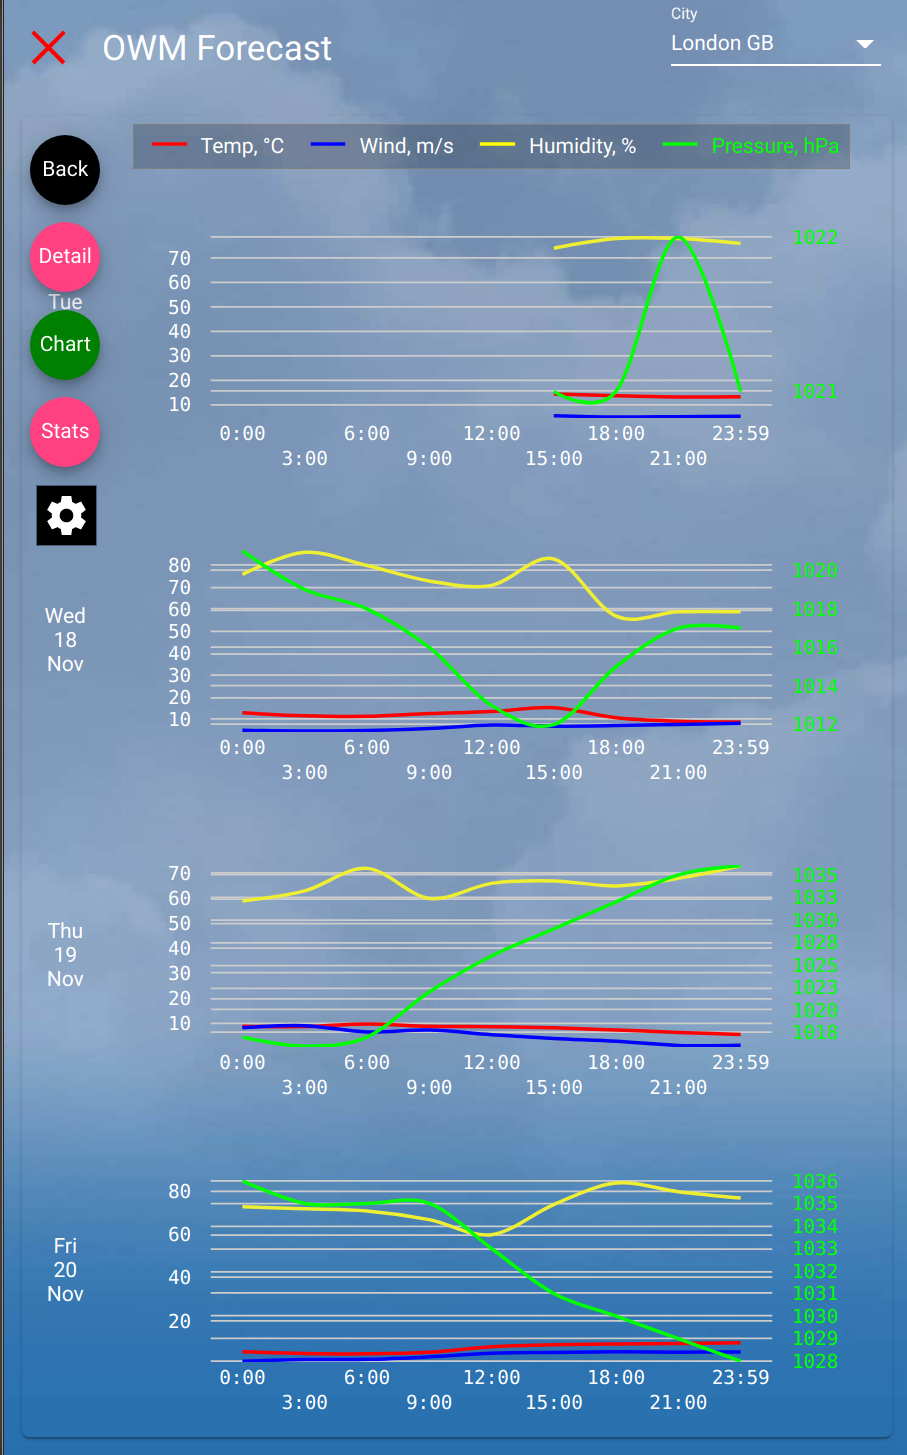 City
OWM Forecast
London GB
Temp, °C Wind, m/s Humidity, % Pressure, hPa
Back
Detail
Tue
Chart
Stats
1022
70
60
50
40
30
20
1021
10
0:00 6:00 12:00 18:00 23:59
3:00 9:00 15:00 21:00
Wed
18
Nov
80
1020
70
60
1018
50
40
1016
30
1014
20
10
1012
0:00 6:00 12:00 18:00 23:59
3:00 9:00 15:00 21:00
Thu
19
Nov
70
1035
60
1033
50
1030
40
1028
30
1025
20
1023
1020
10
1018
0:00 6:00 12:00 18:00 23:59
3:00 9:00 15:00 21:00
Fri
20
Nov
1036
80
1035
1034
60
1033
1032
40
1031
1030
20
1029
1028
0:00 6:00 12:00 18:00 23:59
3:00 9:00 15:00 21:00